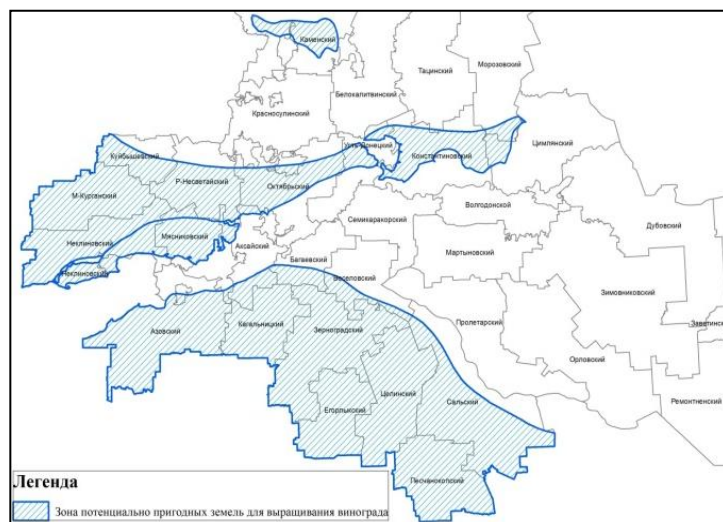 Каменский
Тацинский
Морозовский
Белокалитвинский
Красносулинский
Куйбышевский
Усть-Донецкий
Константиновский
Цимлянский
Р-Несветайский
Октябрьский
М-Курганский
Волгодонской
Семикаракорский
Дубовский
Мясниковский
Неклиновский
Аксайский
Мартыновский
Багаевский
Неклиновский
Веселовский
Зимовниковский
Пролетарский
Азовский
Кагальницкий
Зерноградский
Заветинс
Орловский
Целинский
Сальский
Егорлыкский
Ремонтненский
Песчанокопский
Легенда
Зона потенциально пригодных земель для выращивания винограда